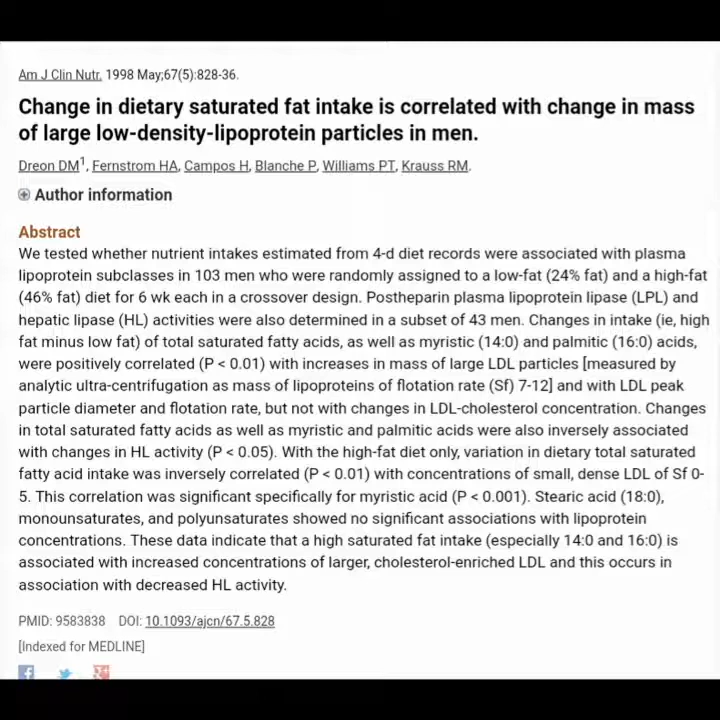 Am J Clin Nutr. 1998 May;67(5):828-36.
Change in dietary saturated fat intake is correlated with change in mass
of large low-density-lipoprotein particles in men.
Dreon DM1, Fernstrom HA, Campos H, Blanche P, Williams PT, Krauss RM.
Author information
Abstract
We tested whether nutrient intakes estimated from 4-d diet records were associated with plasma
lipoprotein subclasses in 103 men who were randomly assigned to a low-fat (24% fat) and a high-fat
(46% fat) diet for 6 wk each in a crossover design. Postheparin plasma lipoprotein lipase (LPL) and
hepatic lipase (HL) activities were also determined in a subset of 43 men. Changes in intake (ie, high
fat minus low fat) of total saturated fatty acids, as well as myristic (14:0) and palmitic (16:0) acids,
were positively correlated (P < 0.01) with increases in mass of large LDL particles [measured by
analytic ultra-centrifugation as mass of lipoproteins of flotation rate (Sf) 7-12] and with LDL peak
particle diameter and flotation rate, but not with changes in LDL-cholesterol concentration. Changes
in total saturated fatty acids as well as myristic and palmitic acids were also inversely associated
with changes in HL activity (P < 0.05). With the high-fat diet only, variation in dietary total saturated
fatty acid intake was inversely correlated (P < 0.01) with concentrations of small, dense LDL of Sf 0-
5. This correlation was significant specifically for myristic acid (P < 0.001). Stearic acid (18:0),
monounsaturates, and polyunsaturates showed no significant associations with lipoprotein
concentrations. These data indicate that a high saturated fat intake (especially 14:0 and 16:0) is
associated with increased concentrations of larger, cholesterol-enriched LDL and this occurs in
association with decreased HL activity.
PMID: 9583838 DOI: 10.1093/ajcn/67.5.828
[Indexed for MEDLINE]